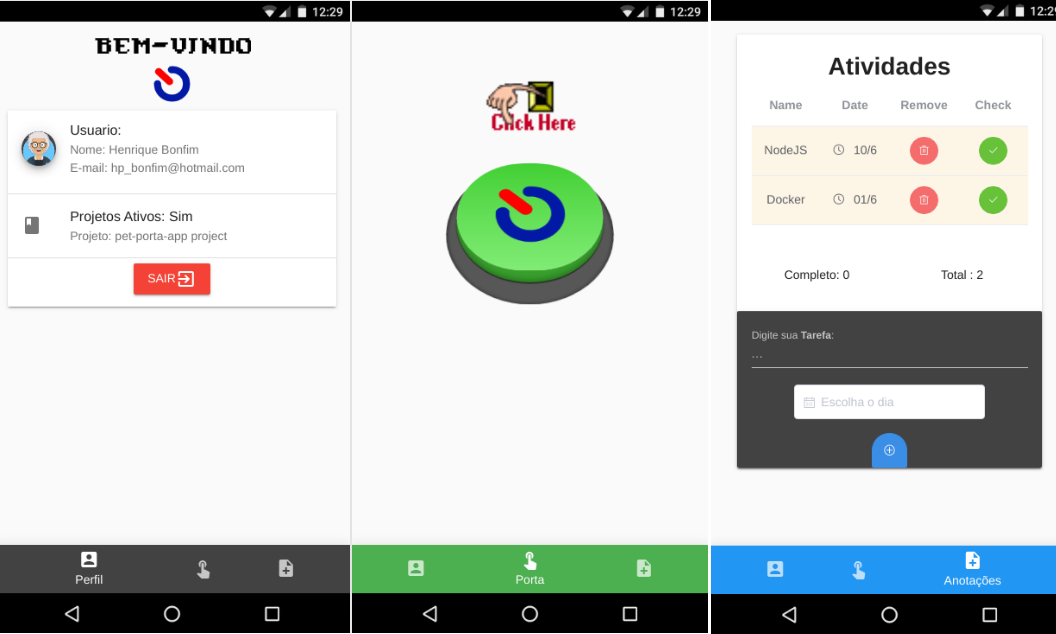 12:29
BEM-VINDO
Usuario:
Nome: Henrique Bonfim
E-mail: hp_bonfim@hotmail.com
Projetos Ativos: Sim
Projeto: pet-porta-app project
SAIR
Perfil
12:29
Click Here
Porta
12:29
Atividades
Name Date Remove Check
NodeJS 10/6
Docker 01/6
Completo: 0 Total : 2
Digite sua Tarefa:
...
Escolha o dia
Anotações